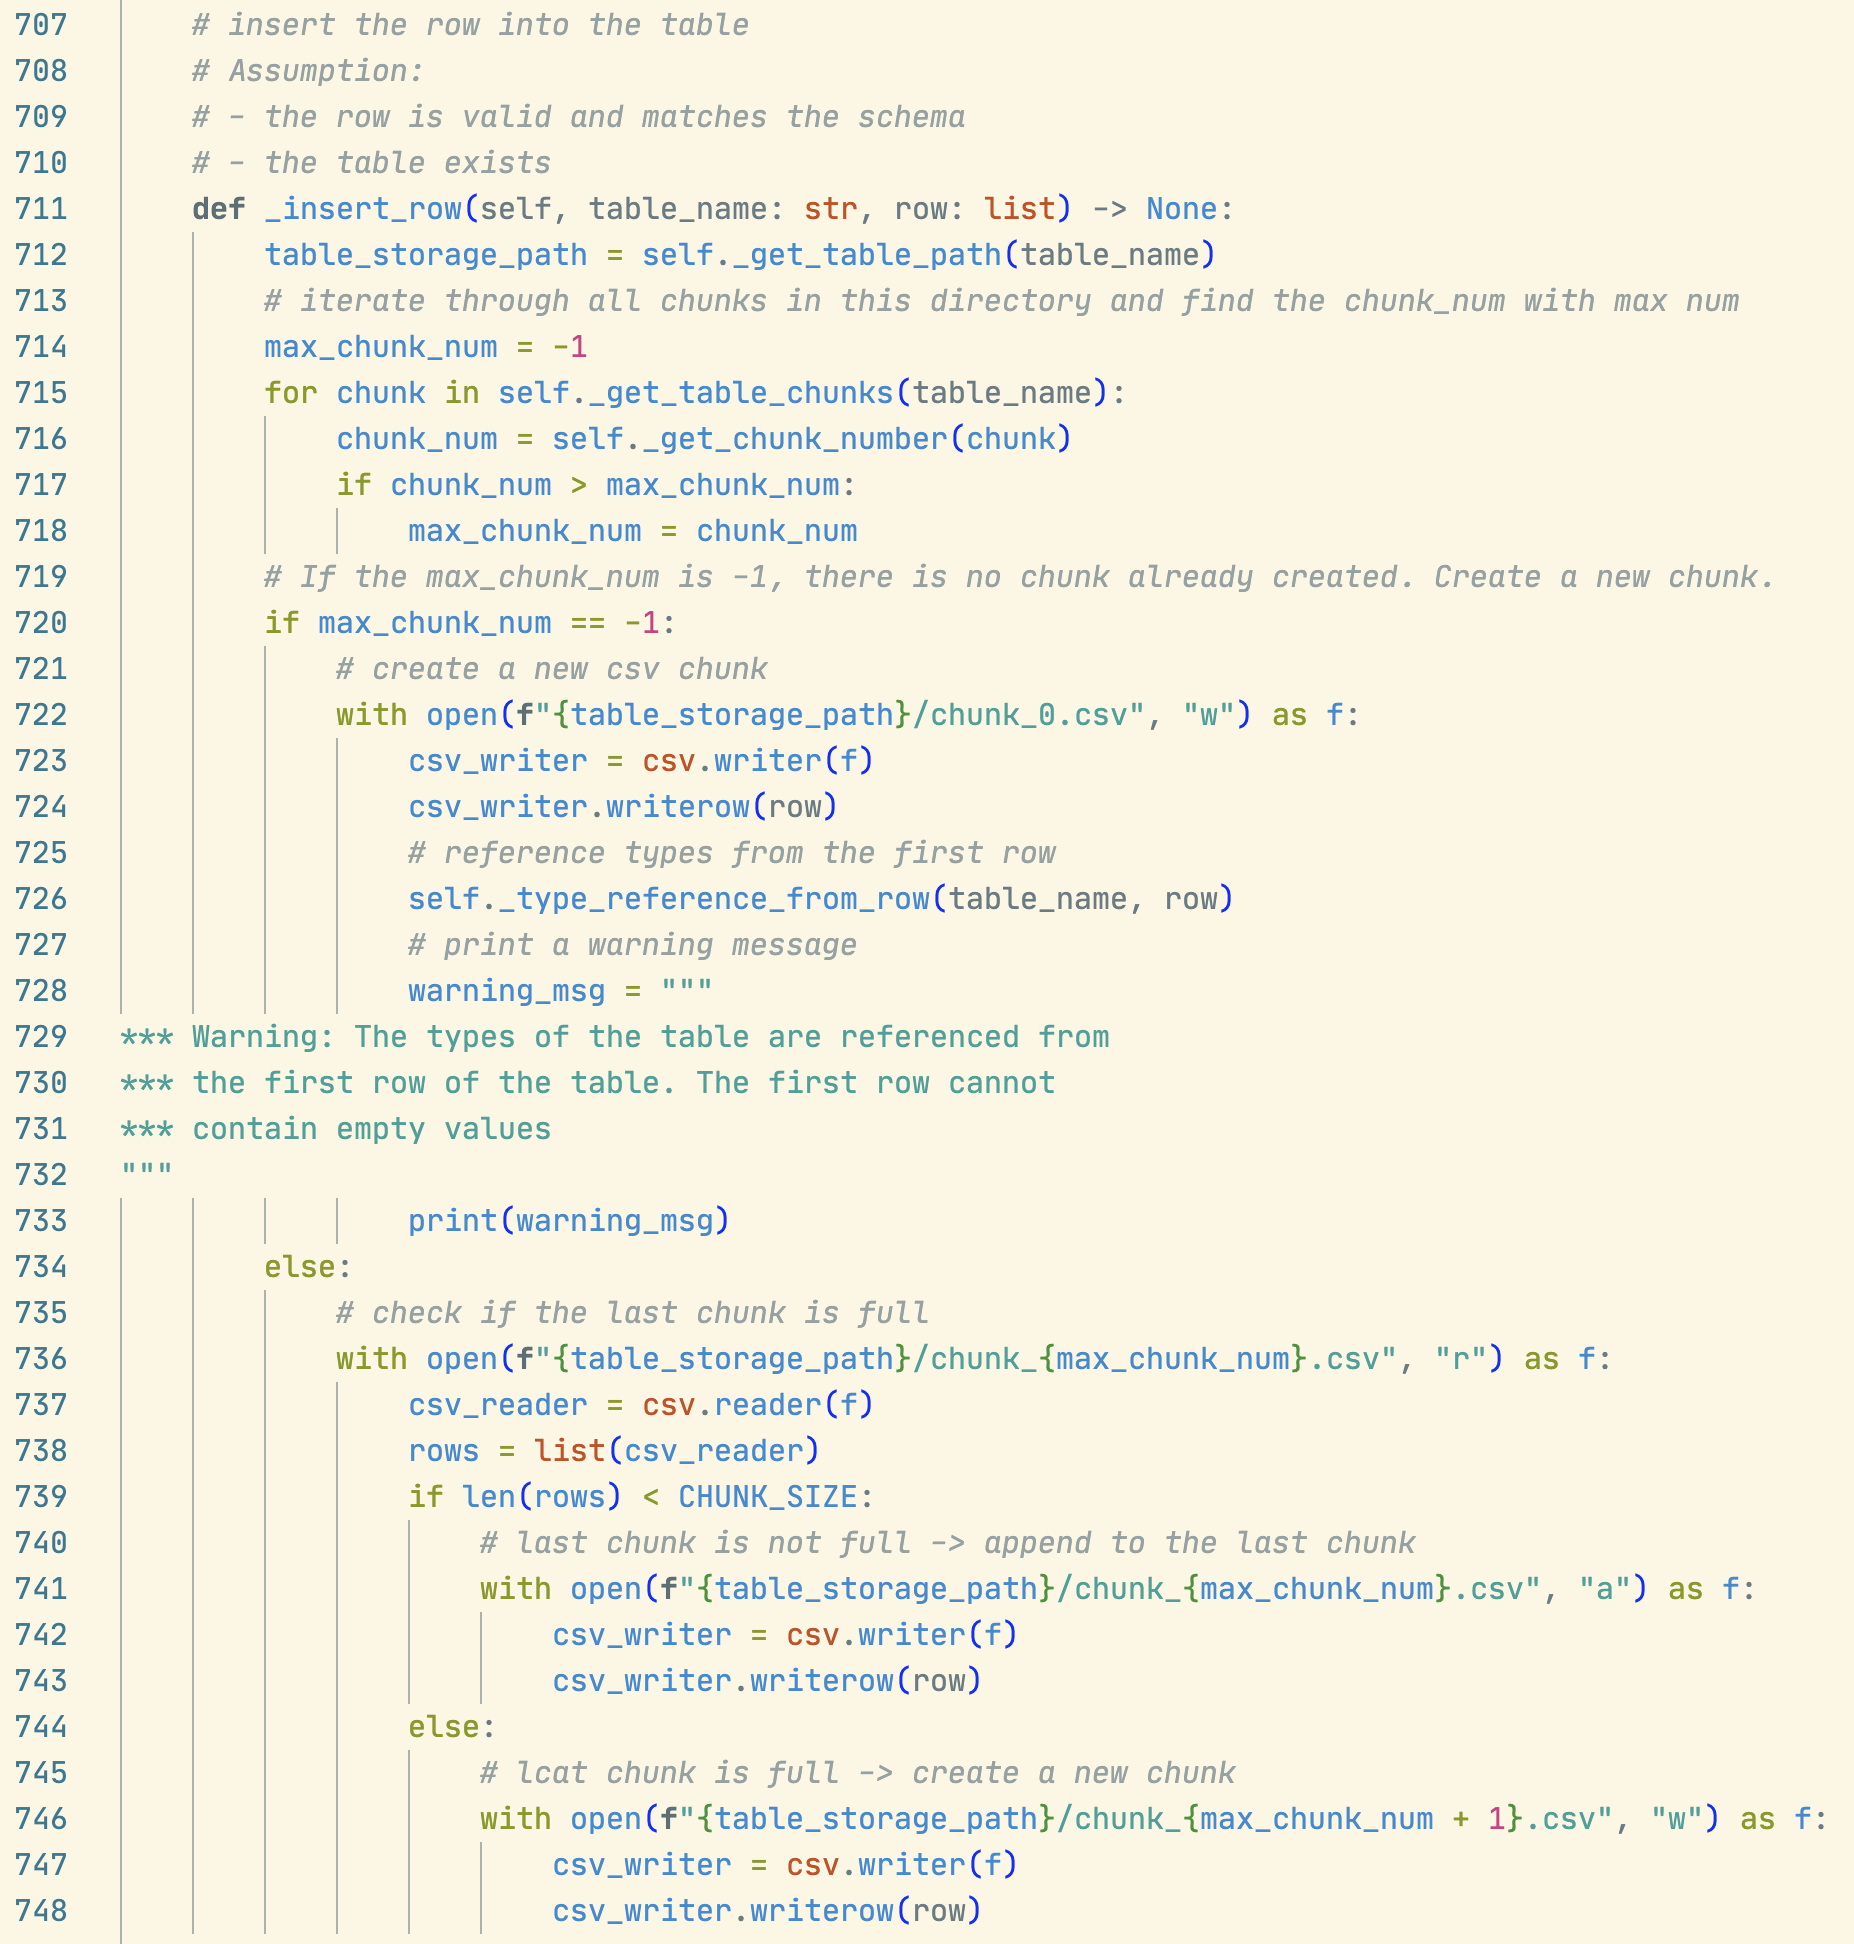 707 # insert the row into the table
708 # Assumption:
709 # - the row is valid and matches the schema
710 # - the table exists
711 def _insert_row(self, table_name: str, row: list) -> None:
712 table_storage_path = self._get_table_path(table_name)
713 # iterate through all chunks in this directory and find the chunk_num with max num
714 max_chunk_num = -1
715 for chunk in self._get_table_chunks(table_name):
716 chunk_num = self._get_chunk_number(chunk)
717 if chunk_num > max_chunk_num:
718 max_chunk_num = chunk_num
719 # If the max_chunk_num is -1, there is no chunk already created. Create a new chunk.
720 if max_chunk_num == -1:
721 # create a new csv chunk
722 with open(f"{table_storage_path}/chunk_0.csv", "w") as f:
723 csv_writer = csv.writer(f)
724 csv_writer.writerow(row)
725 # reference types from the first row
726 self._type_reference_from_row(table_name, row)
727 # print a warning message
728 warning_msg = """
729 *** Warning: The types of the table are referenced from
730 *** the first row of the table. The first row cannot
731 *** contain empty values
732 """
733 print(warning_msg)
734 else:
735 # check if the last chunk is full
736 with open(f"{table_storage_path}/chunk_{max_chunk_num}.csv", "r") as f:
737 csv_reader = csv.reader(f)
738 rows = list(csv_reader)
739 if len(rows) < CHUNK_SIZE:
740 # last chunk is not full -> append to the last chunk
741 with open(f"{table_storage_path}/chunk_{max_chunk_num}.csv", "a") as f:
742 csv_writer = csv.writer(f)
743 csv_writer.writerow(row)
744 else:
745 # lcat chunk is full -> create a new chunk
746 with open(f"{table_storage_path}/chunk_{max_chunk_num + 1}.csv", "w") as f:
747 csv_writer = csv.writer(f)
748 csv_writer.writerow(row)